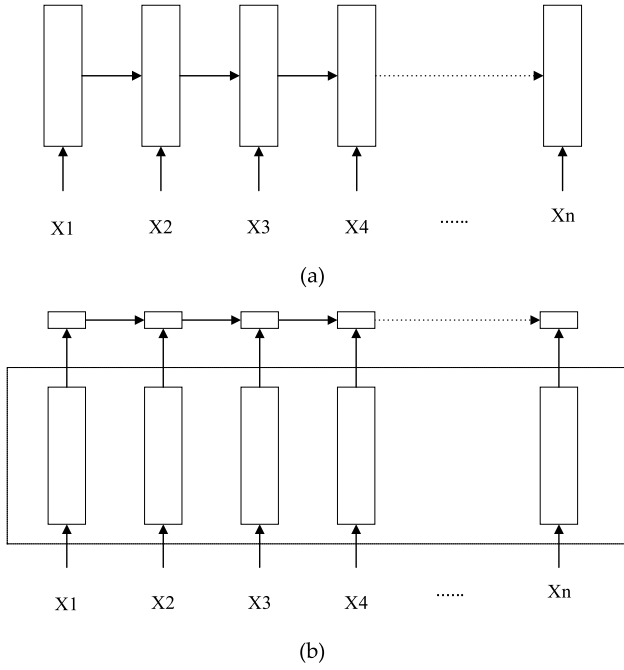 X1 X2 X3 X4 ...... Xn
(a)
X1 X2 X3 X4 ...... Xn
(b)